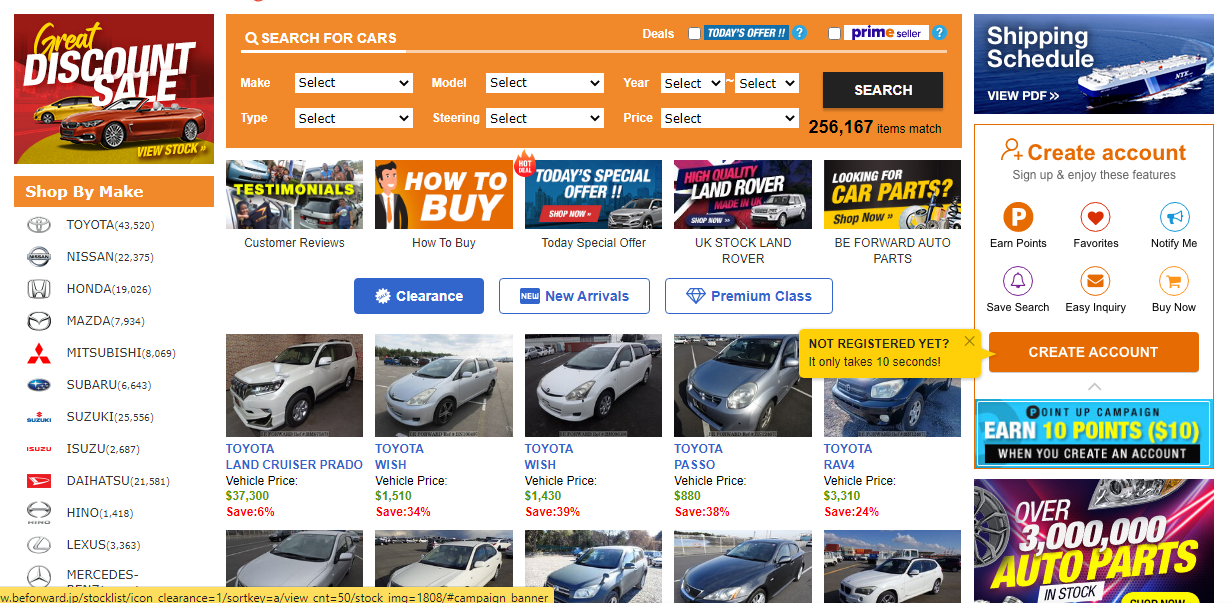 Great
DISCOUNT
SALE
VIEW STOCK »
Shop By Make
TOYOTA(43,520)
NISSAN(22,375)
HONDA(19,026)
MAZDA(7,934)
MITSUBISHI(8,069)
SUBARU(6,643)
SUZUKI(25,556)
ISUZU(2,687)
DAIHATSU(21,581)
HINO(1,418)
LEXUS(3,363)
MERCEDES-
w.beforward.jp/stocklist/icon_clearance=1/sortkey=a/view_cnt=50/stock_img=1808/#campaign_banner
SEARCH FOR CARS
Deals TODAY'S OFFER !! ? prime seller ?
Make Select Model Select Year Select ~ Select SEARCH
Type Select Steering Select Price Select 256,167 items match
TESTIMONIALS
Customer Reviews
HOW TO
BUY
How To Buy
HOT
DEAL
TODAY'S SPECIAL
OFFER !!
SHOP NOW »
Today Special Offer
HIGH QUALITY
LAND ROVER
MADE IN UK
SHOP NOW »
UK STOCK LAND
ROVER
LOOKING FOR
CAR PARTS?
Shop Now »
BE FORWARD AUTO
PARTS
Clearance NEW New Arrivals Premium Class
TOYOTA
LAND CRUISER PRADO
Vehicle Price:
$37,300
Save:6%
TOYOTA
WISH
Vehicle Price:
$1,510
Save:34%
TOYOTA
WISH
Vehicle Price:
$1,430
Save:39%
TOYOTA
PASSO
Vehicle Price:
$880
Save:38%
TOYOTA
RAV4
Vehicle Price:
$3,310
Save:24%
Shipping
Schedule
VIEW PDF »
Create account
Sign up & enjoy these features
P
Earn Points Favorites Notify Me
Save Search Easy Inquiry Buy Now
NOT REGISTERED YET?
It only takes 10 seconds!
CREATE ACCOUNT
POINT UP CAMPAIGN
EARN 10 POINTS ($10)
WHEN YOU CREATE AN ACCOUNT
OVER
3,000,000
AUTO PARTS
IN STOCK
SHOP NOW